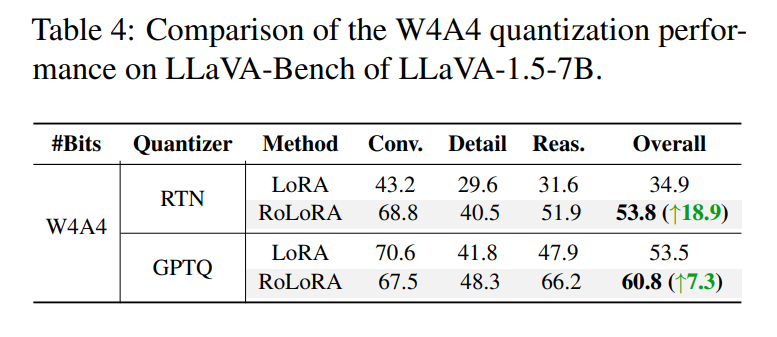 Table 4: Comparison of the W4A4 quantization perfor-
mance on LLaVA-Bench of LLaVA-1.5-7B.
#Bits Quantizer Method Conv. Detail Reas. Overall
W4A4 RTN LoRA 43.2 29.6 31.6 34.9
RoLoRA 68.8 40.5 51.9 53.8 (↑18.9)
GPTQ LoRA 70.6 41.8 47.9 53.5
RoLoRA 67.5 48.3 66.2 60.8 (↑7.3)